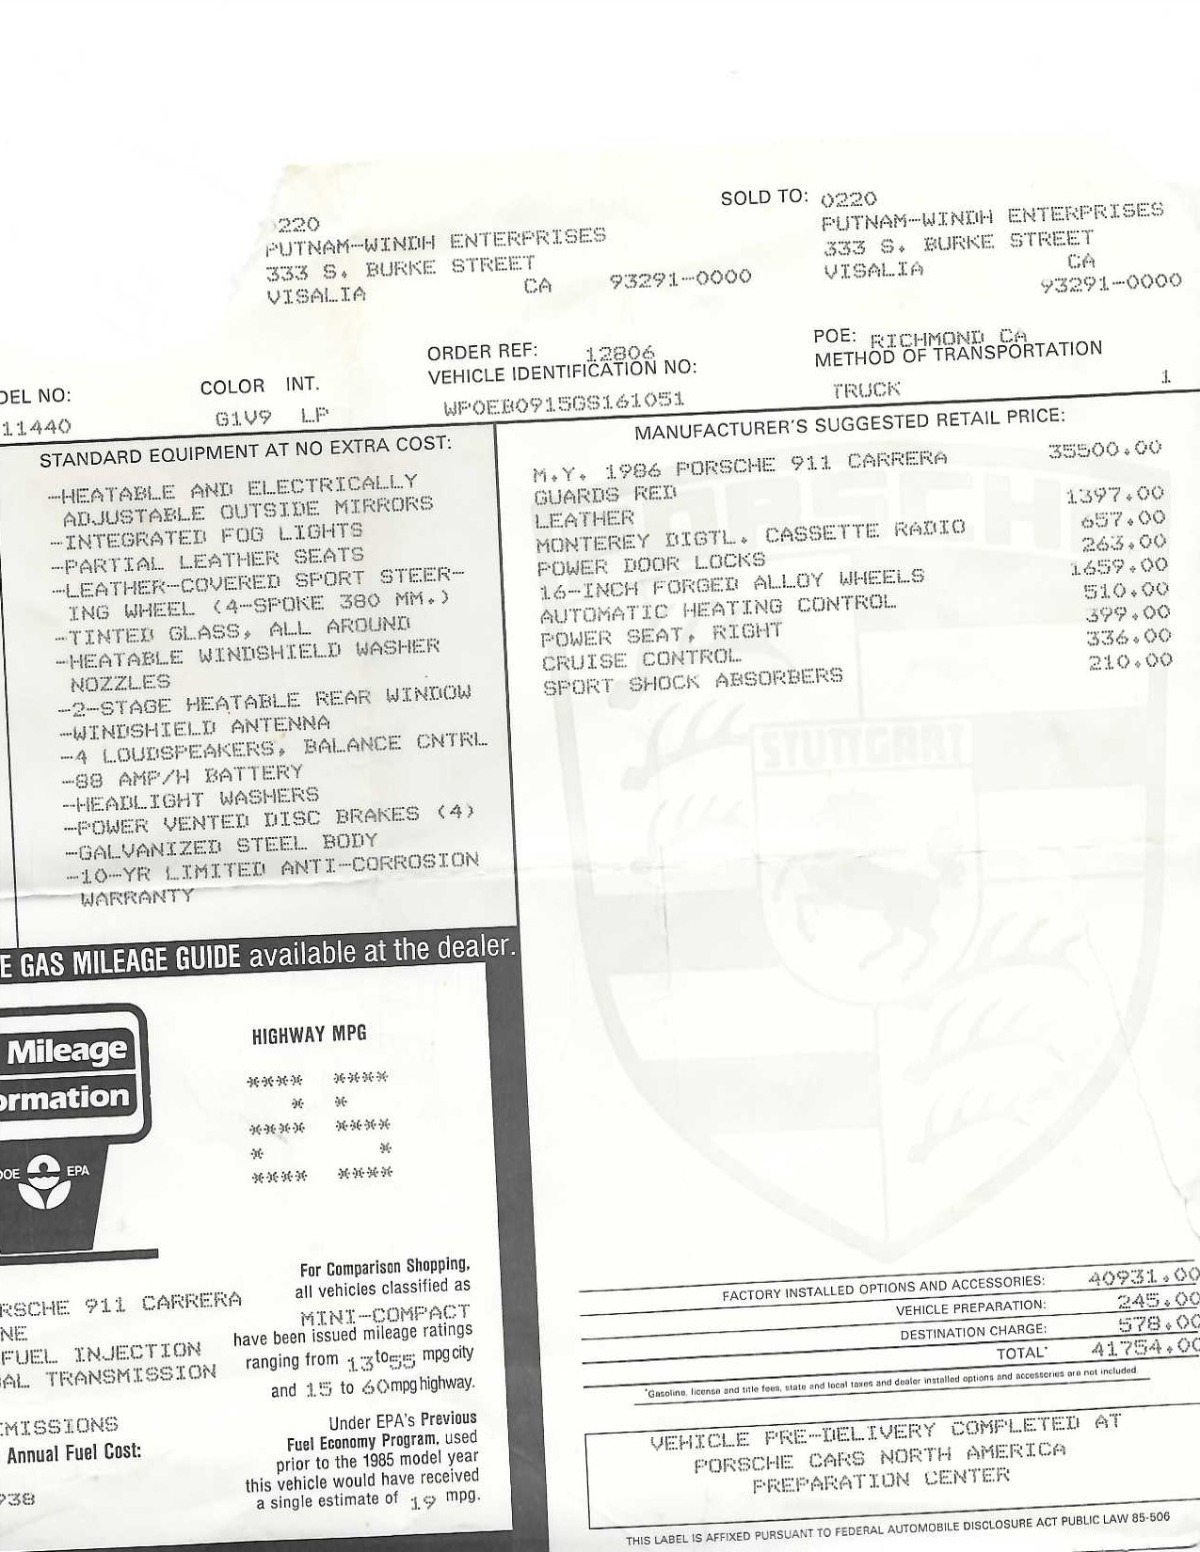 0220
PUTNAM-WINDH ENTERPRISES
333 S. BURKE STREET
VISALIA CA 93291-0000
SOLD TO: 0220
PUTNAM-WINDH ENTERPRISES
333 S. BURKE STREET
VISALIA CA
93291-0000
DEL NO:
11440
COLOR INT.
G1V9 LP
ORDER REF: 12806
VEHICLE IDENTIFICATION NO:
WP0EB0915GS161051
POE: RICHMOND CA
METHOD OF TRANSPORTATION
TRUCK 1
STANDARD EQUIPMENT AT NO EXTRA COST:
-HEATABLE AND ELECTRICALLY
ADJUSTABLE OUTSIDE MIRRORS
-INTEGRATED FOG LIGHTS
-PARTIAL LEATHER SEATS
-LEATHER-COVERED SPORT STEER-
ING WHEEL (4-SPOKE 380 MM.)
-TINTED GLASS, ALL AROUND
-HEATABLE WINDSHIELD WASHER
NOZZLES
-2-STAGE HEATABLE REAR WINDOW
-WINDSHIELD ANTENNA
-4 LOUDSPEAKERS, BALANCE CNTRL
-88 AMP/H BATTERY
-HEADLIGHT WASHERS
-POWER VENTED DISC BRAKES (4)
-GALVANIZED STEEL BODY
-10-YR LIMITED ANTI-CORROSION
WARRANTY
MANUFACTURER'S SUGGESTED RETAIL PRICE:
M.Y. 1986 PORSCHE 911 CARRERA 35500.00
GUARDS RED
LEATHER 1397.00
MONTEREY DIGTL. CASSETTE RADIO 657.00
POWER DOOR LOCKS 263.00
16-INCH FORGED ALLOY WHEELS 1659.00
AUTOMATIC HEATING CONTROL 510.00
POWER SEAT, RIGHT 399.00
CRUISE CONTROL 336.00
SPORT SHOCK ABSORBERS 210.00
PORSCHE
STUTTGART
E GAS MILEAGE GUIDE available at the dealer.
Mileage
ormation
DOE EPA
HIGHWAY MPG
**** ****
* *
**** ****
* *
**** ****
RSCHE 911 CARRERA
NE
FUEL INJECTION
AL TRANSMISSION
MISSIONS
Annual Fuel Cost:
938
For Comparison Shopping,
all vehicles classified as
MINI-COMPACT
have been issued mileage ratings
ranging from 13 to 55 mpg city
and 15 to 60 mpg highway.
Under EPA's Previous
Fuel Economy Program, used
prior to the 1985 model year
this vehicle would have received
a single estimate of 19 mpg.
FACTORY INSTALLED OPTIONS AND ACCESSORIES: 40931.00
VEHICLE PREPARATION: 245.00
DESTINATION CHARGE: 578.00
TOTAL* 41754.00
*Gasoline, license and title fees, state and local taxes and dealer installed options and accessories are not included.
VEHICLE PRE-DELIVERY COMPLETED AT
PORSCHE CARS NORTH AMERICA
PREPARATION CENTER
THIS LABEL IS AFFIXED PURSUANT TO FEDERAL AUTOMOBILE DISCLOSURE ACT PUBLIC LAW 85-506